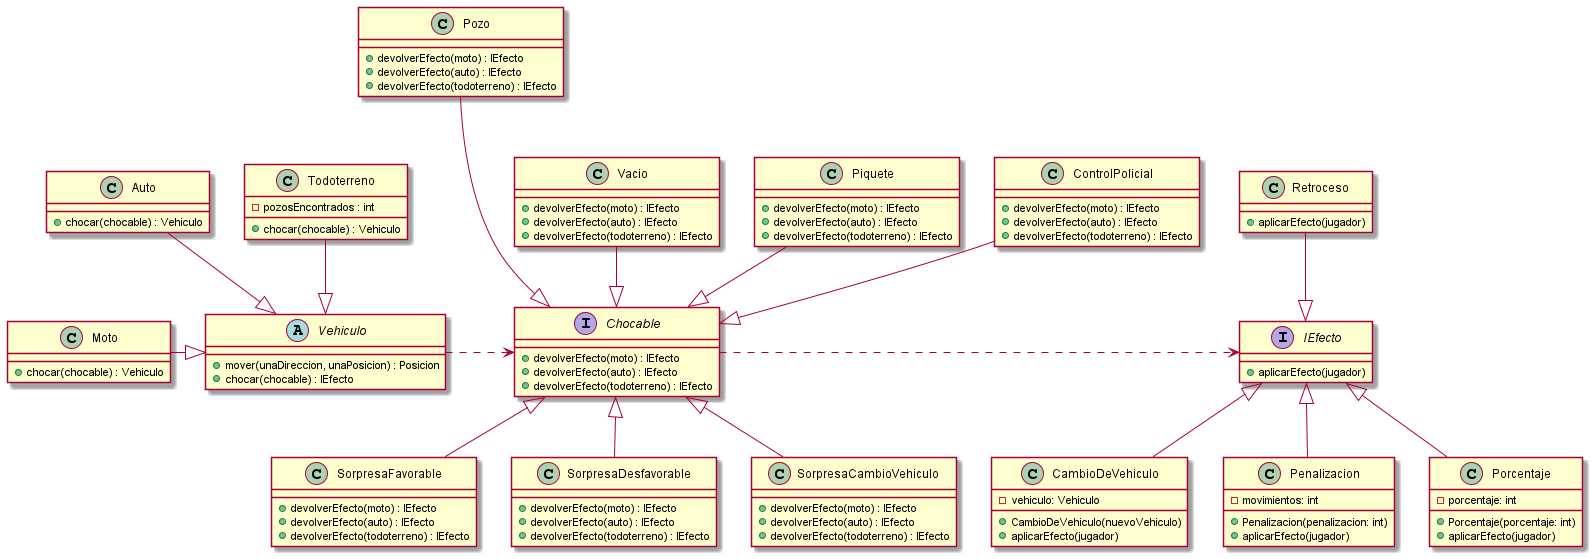 C Pozo
devolverEfecto(moto) : IEfecto
devolverEfecto(auto) : IEfecto
devolverEfecto(todoterreno) : IEfecto
C Auto
chocar(chocable) : Vehiculo
C Todoterreno
pozosEncontrados : int
chocar(chocable) : Vehiculo
C Vacio
devolverEfecto(moto) : IEfecto
devolverEfecto(auto) : IEfecto
devolverEfecto(todoterreno) : IEfecto
C Piquete
devolverEfecto(moto) : IEfecto
devolverEfecto(auto) : IEfecto
devolverEfecto(todoterreno) : IEfecto
C ControlPolicial
devolverEfecto(moto) : IEfecto
devolverEfecto(auto) : IEfecto
devolverEfecto(todoterreno) : IEfecto
C Retroceso
aplicarEfecto(jugador)
C Moto
chocar(chocable) : Vehiculo
A Vehiculo
mover(unaDireccion, unaPosicion) : Posicion
chocar(chocable) : IEfecto
I Chocable
devolverEfecto(moto) : IEfecto
devolverEfecto(auto) : IEfecto
devolverEfecto(todoterreno) : IEfecto
I IEfecto
aplicarEfecto(jugador)
C SorpresaFavorable
devolverEfecto(moto) : IEfecto
devolverEfecto(auto) : IEfecto
devolverEfecto(todoterreno) : IEfecto
C SorpresaDesfavorable
devolverEfecto(moto) : IEfecto
devolverEfecto(auto) : IEfecto
devolverEfecto(todoterreno) : IEfecto
C SorpresaCambioVehiculo
devolverEfecto(moto) : IEfecto
devolverEfecto(auto) : IEfecto
devolverEfecto(todoterreno) : IEfecto
C CambioDeVehiculo
vehiculo: Vehiculo
CambioDeVehiculo(nuevoVehiculo)
aplicarEfecto(jugador)
C Penalizacion
movimientos: int
Penalizacion(penalizacion: int)
aplicarEfecto(jugador)
C Porcentaje
porcentaje: int
Porcentaje(porcentaje: int)
aplicarEfecto(jugador)